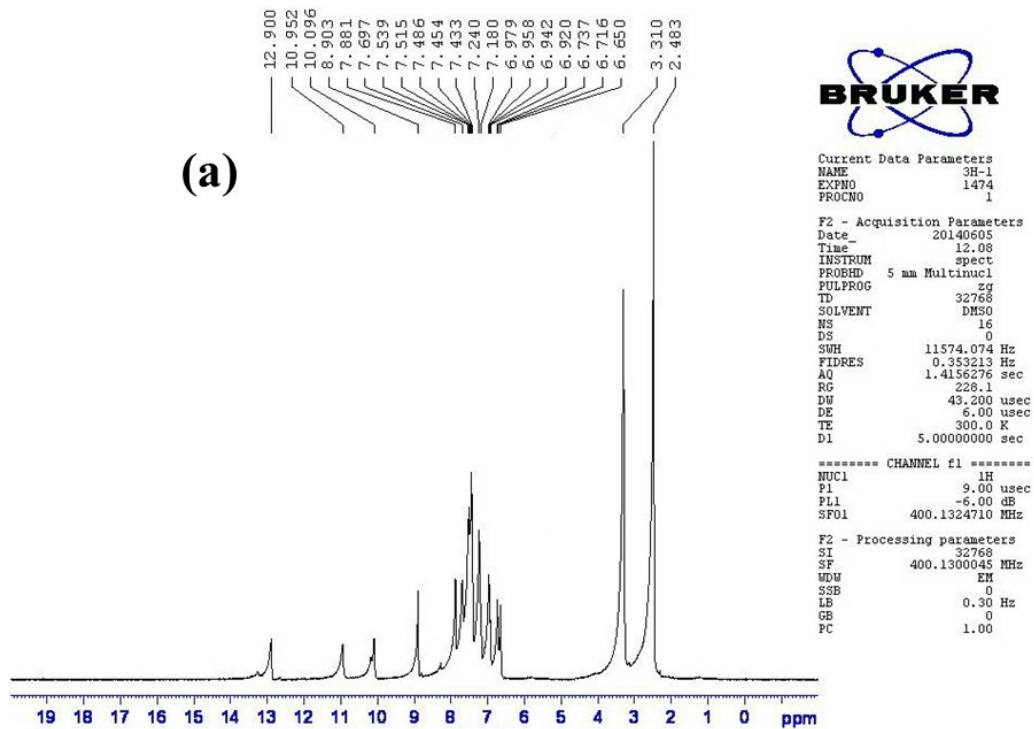 12.900
10.952
10.096
8.903
7.881
7.697
7.539
7.515
7.486
7.454
7.433
7.240
7.180
6.979
6.958
6.942
6.920
6.737
6.716
6.650
3.310
2.483
(a)
BRUKER
Current Data Parameters
NAME 3H-1
EXPNO 1474
PROCNO 1
F2 - Acquisition Parameters
Date_ 20140605
Time 12.08
INSTRUM spect
PROBHD 5 mm Multinucl
PULPROG zg
TD 32768
SOLVENT DMSO
NS 16
DS 0
SWH 11574.074 Hz
FIDRES 0.353213 Hz
AQ 1.4156276 sec
RG 228.1
DW 43.200 usec
DE 6.00 usec
TE 300.0 K
D1 5.00000000 sec
======== CHANNEL f1 ========
NUC1 1H
P1 9.00 usec
PL1 -6.00 dB
SFO1 400.1324710 MHz
F2 - Processing parameters
SI 32768
SF 400.1300045 MHz
WDW EM
SSB 0
LB 0.30 Hz
GB 0
PC 1.00
19 18 17 16 15 14 13 12 11 10 9 8 7 6 5 4 3 2 1 0 ppm